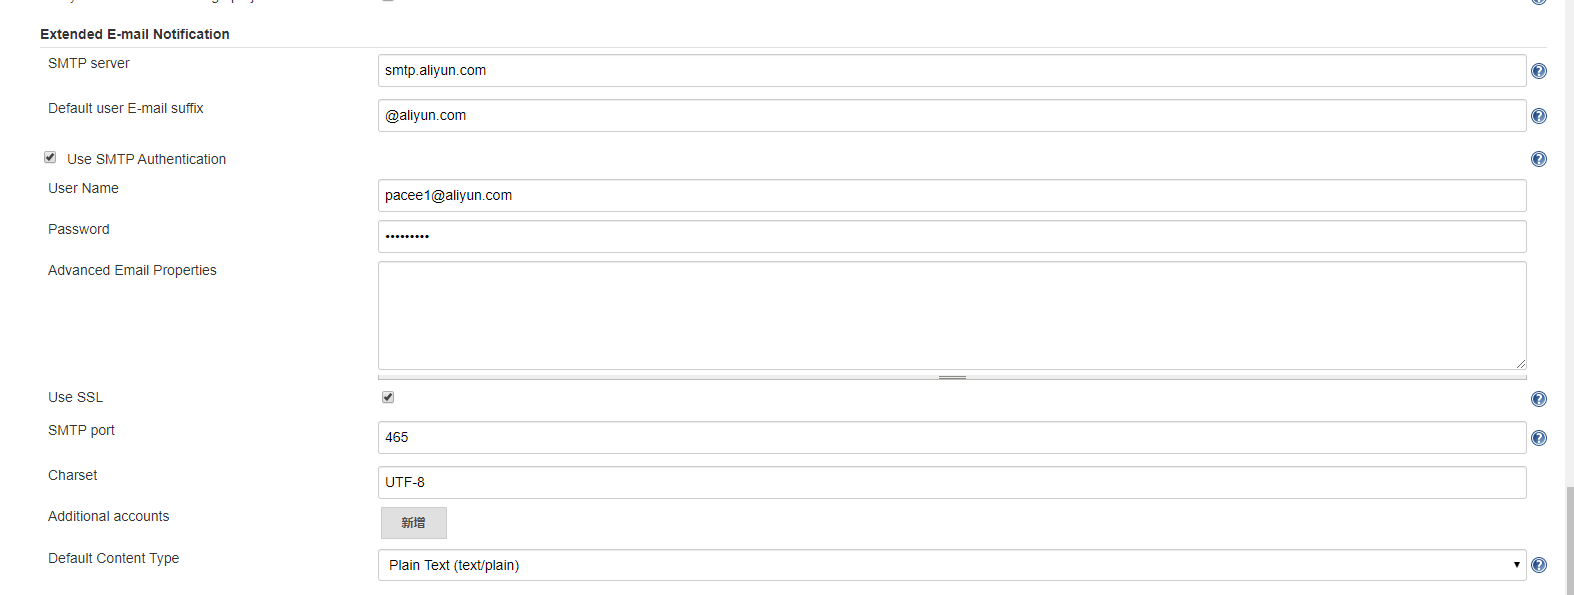 Extended E-mail Notification
SMTP server
smtp.aliyun.com
Default user E-mail suffix
@aliyun.com
Use SMTP Authentication
User Name
pacee1@aliyun.com
Password
•••••••••
Advanced Email Properties
Use SSL
SMTP port
465
Charset
UTF-8
Additional accounts
新增
Default Content Type
Plain Text (text/plain)